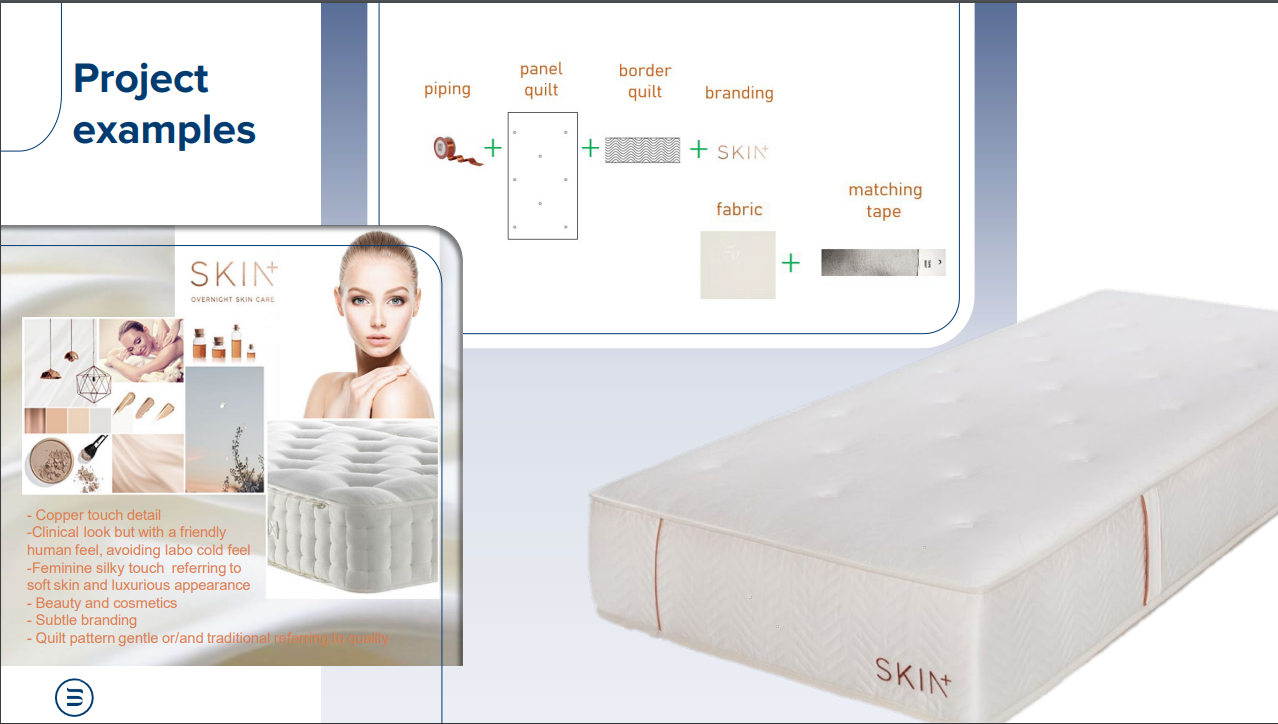 Project
examples
piping
panel
quilt
border
quilt
branding
SKIN+
fabric
matching
tape
SKIN+
OVERNIGHT SKIN CARE
- Copper touch detail
-Clinical look but with a friendly
human feel, avoiding labo cold feel
-Feminine silky touch  referring to
soft skin and luxurious appearance
- Beauty and cosmetics
- Subtle branding
- Quilt pattern gentle or/and traditional referring to quality
SKIN+